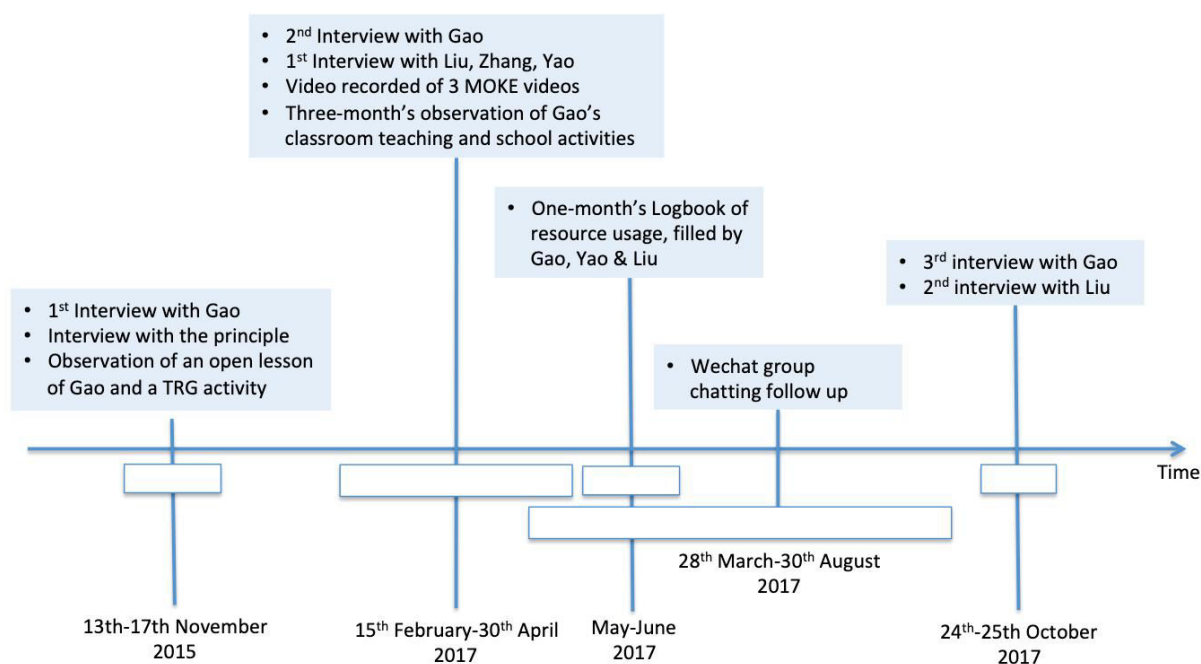 • 2nd Interview with Gao
• 1st Interview with Liu, Zhang, Yao
• Video recorded of 3 MOKE videos
• Three-month's observation of Gao's
classroom teaching and school activities
• One-month's Logbook of
resource usage, filled by
Gao, Yao & Liu
• 3rd interview with Gao
• 2nd interview with Liu
• 1st Interview with Gao
• Interview with the principle
• Observation of an open lesson
of Gao and a TRG activity
• Wechat group
chatting follow up
Time
28th March-30th August
2017
13th-17th November
2015
15th February-30th April
2017
May-June
2017
24th-25th October
2017